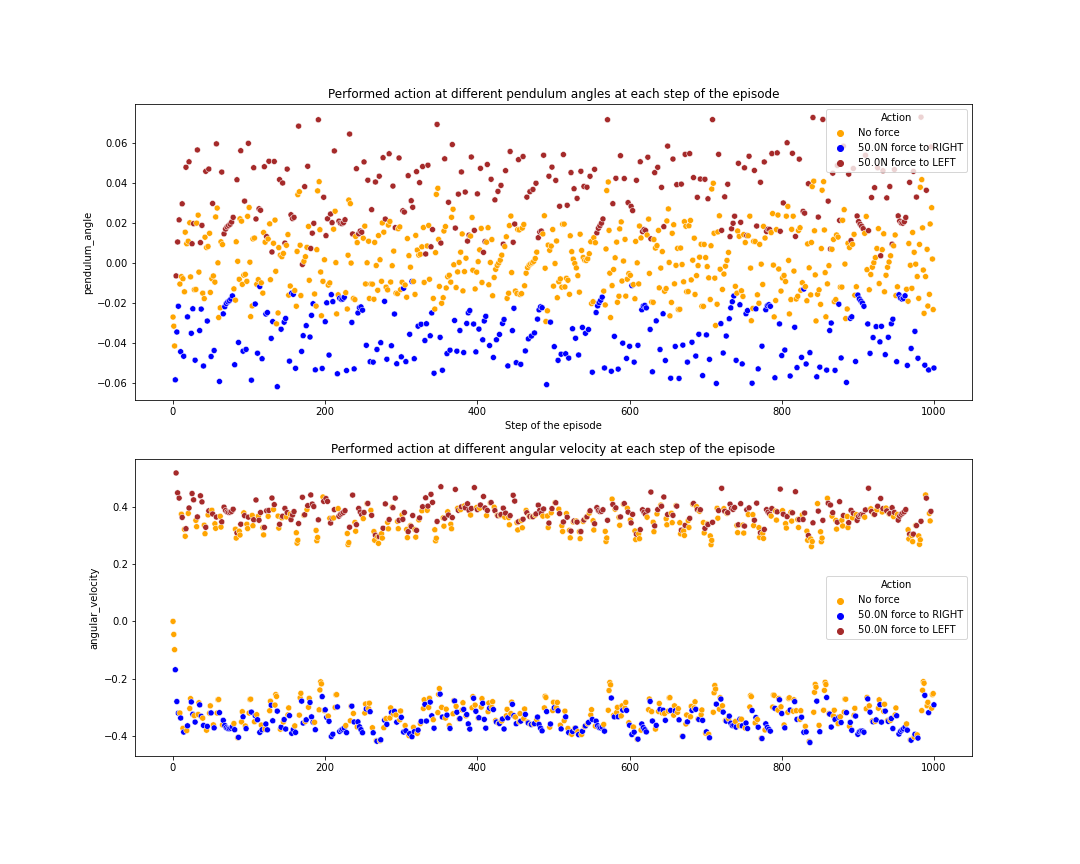 Performed action at different pendulum angles at each step of the episode
pendulum_angle
0.06
0.04
0.02
0.00
−0.02
−0.04
−0.06
Action
No force
50.0N force to RIGHT
50.0N force to LEFT
0
200
400
600
800
1000
Step of the episode
Performed action at different angular velocity at each step of the episode
angular_velocity
0.4
0.2
0.0
−0.2
−0.4
Action
No force
50.0N force to RIGHT
50.0N force to LEFT
0
200
400
600
800
1000